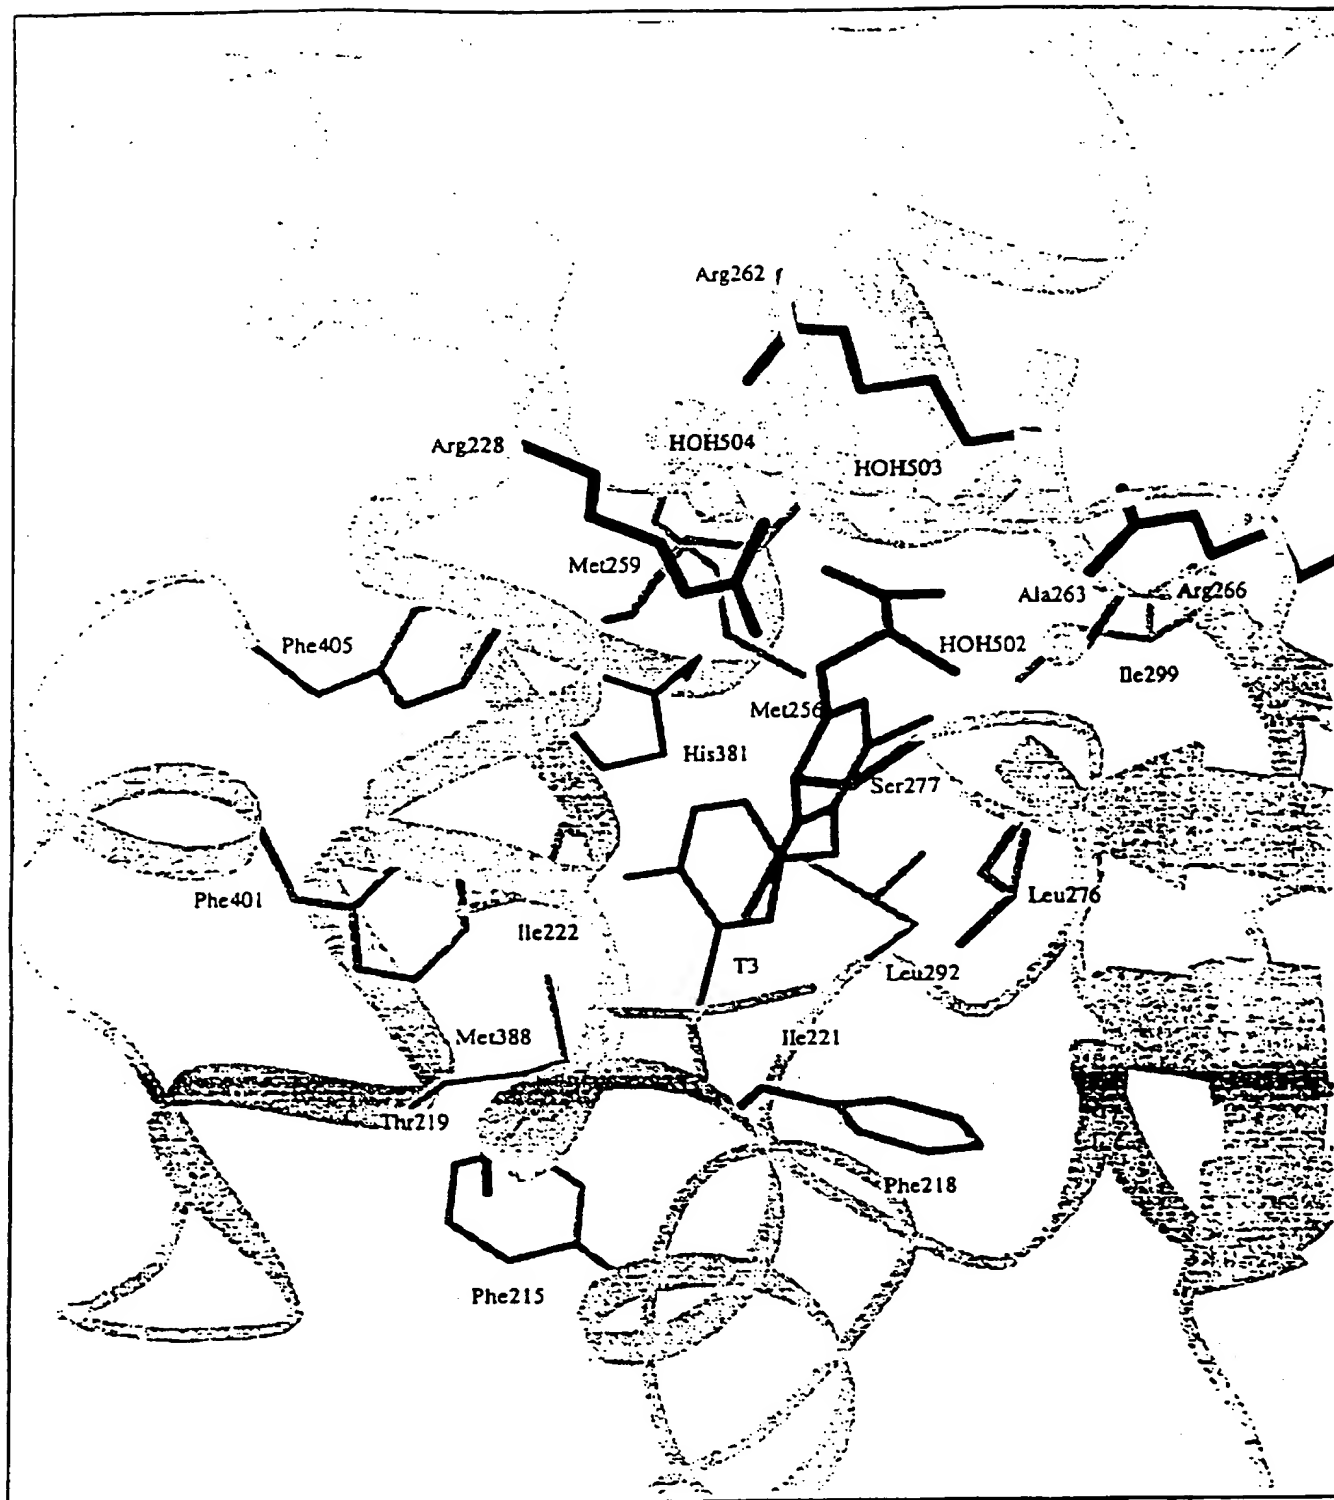 Arg262
Arg228
HOH504
HOH503
Met259
Ala263
Arg266
Phe405
HOH502
Ile299
Met256
His381
Ser277
Phe401
Leu276
Ile222
T3
Leu292
Met388
Ile221
Thr219
Phe218
Phe215